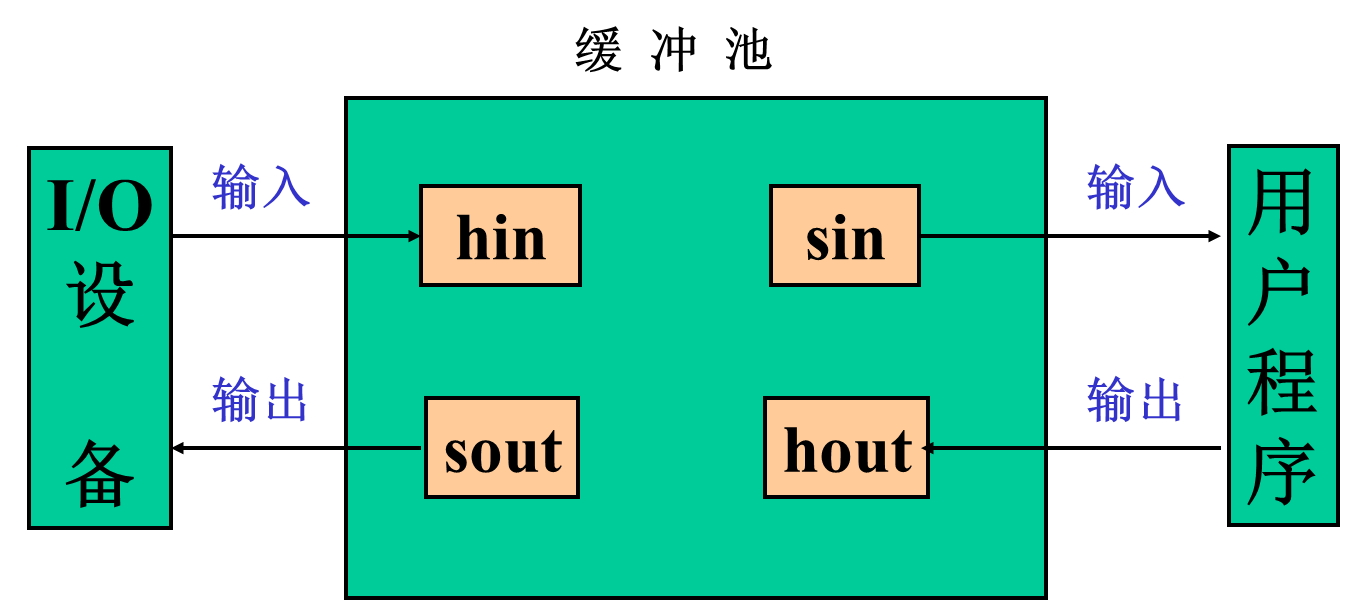 缓 冲 池
I/O
设
备
输入
hin
sin
输入
输出
sout
hout
输出
用
户
程
序